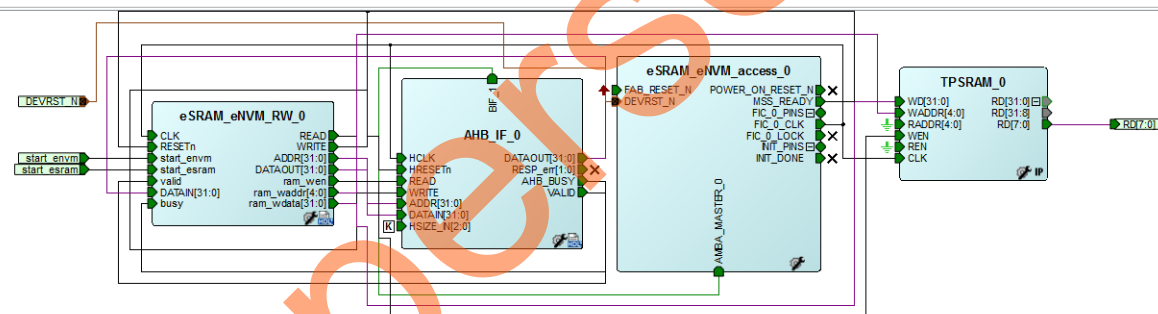 DEVRST_N
start_envm
start_esram
eSRAM_eNVM_RW_0
CLK
RESETn
start_envm
start_esram
valid
DATAIN[31:0]
busy
READ
WRITE
ADDR[31:0]
DATAOUT[31:0]
ram_wen
ram_waddr[4:0]
ram_wdata[31:0]
BIF_1
AHB_IF_0
HCLK
HRESETn
READ
WRITE
ADDR[31:0]
DATAIN[31:0]
K
HSIZE_IN[2:0]
DATAOUT[31:0]
RESP_err[1:0]
AHB_BUSY
VALID
eSRAM_eNVM_access_0
FAB_RESET_N
DEVRST_N
POWER_ON_RESET_N
MSS_READY
FIC_0_PINS
FIC_0_CLK
FIC_0_LOCK
INIT_PINS
INIT_DONE
AMBA_MASTER_0
TPSRAM_0
WD[31:0]
WADDR[4:0]
RADDR[4:0]
WEN
REN
CLK
RD[31:0]
RD[31:8]
RD[7:0]
IP
RD[7:0]